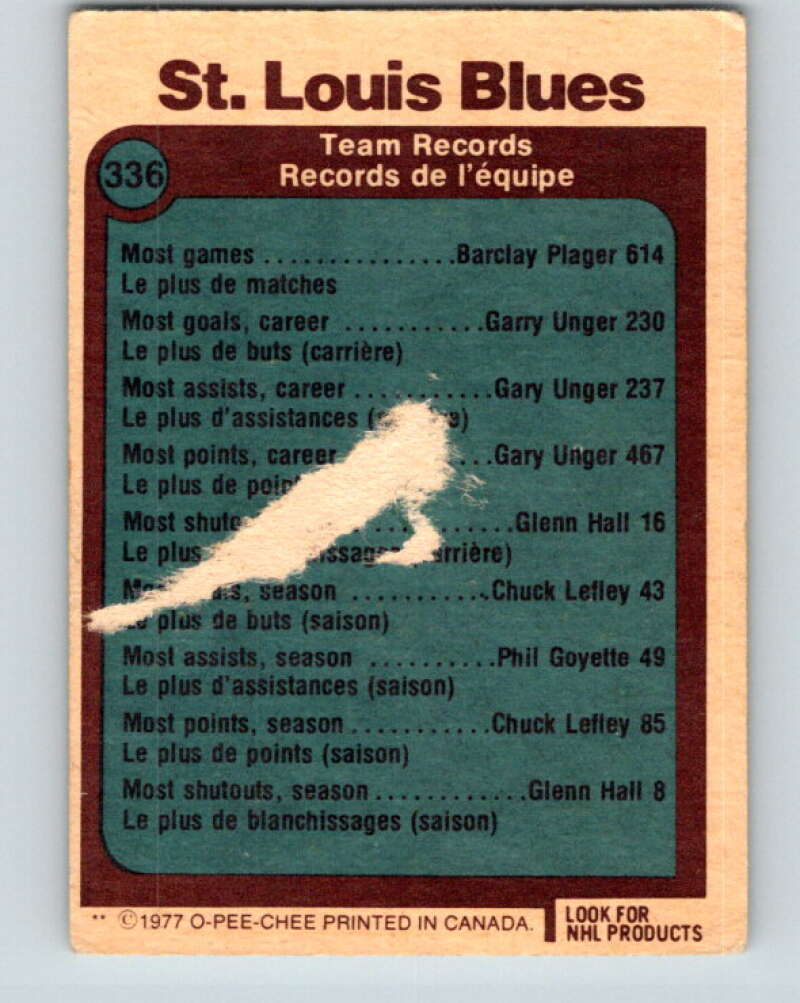 St. Louis Blues
336
Team Records
Records de l'équipe
Most games ............... Barclay Plager 614
Le plus de matches
Most goals, career ........... Garry Unger 230
Le plus de buts (carrière)
Most assists, career ........... Gary Unger 237
Le plus d'assistances
Most points, career ... Gary Unger 467
Le plus de
Most ....... Glenn Hall 16
Le plus
season ........... Chuck Lefley 43
plus de buts (saison)
Most assists, season .......... Phil Goyette 49
Le plus d'assistances (saison)
Most points, season ........... Chuck Lefley 85
Le plus de points (saison)
Most shutouts, season ............ Glenn Hall 8
Le plus de blanchissages (saison)
** ©1977 O-PEE-CHEE PRINTED IN CANADA.
LOOK FOR
NHL PRODUCTS